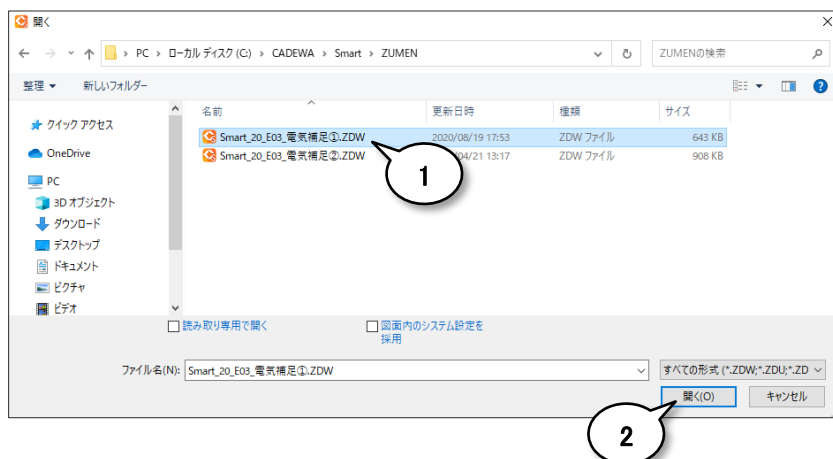 開く
PC > ローカル ディスク (C:) > CADEWA > Smart > ZUMEN
ZUMENの検索
整理 新しいフォルダー
名前 更新日時 種類 サイズ
クイック アクセス
Smart_20_E03_電気補足①.ZDW 2020/08/19 17:53 ZDW ファイル 643 KB
Smart_20_E03_電気補足②.ZDW /04/21 13:17 ZDW ファイル 908 KB
OneDrive
1
PC
3D オブジェクト
ダウンロード
デスクトップ
ドキュメント
ピクチャ
ビデオ
読み取り専用で開く
図面内のシステム設定を
採用
ファイル名(N): Smart_20_E03_電気補足①.ZDW すべての形式 (*.ZDW;*.ZDU;*.ZD
開く(O) キャンセル
2